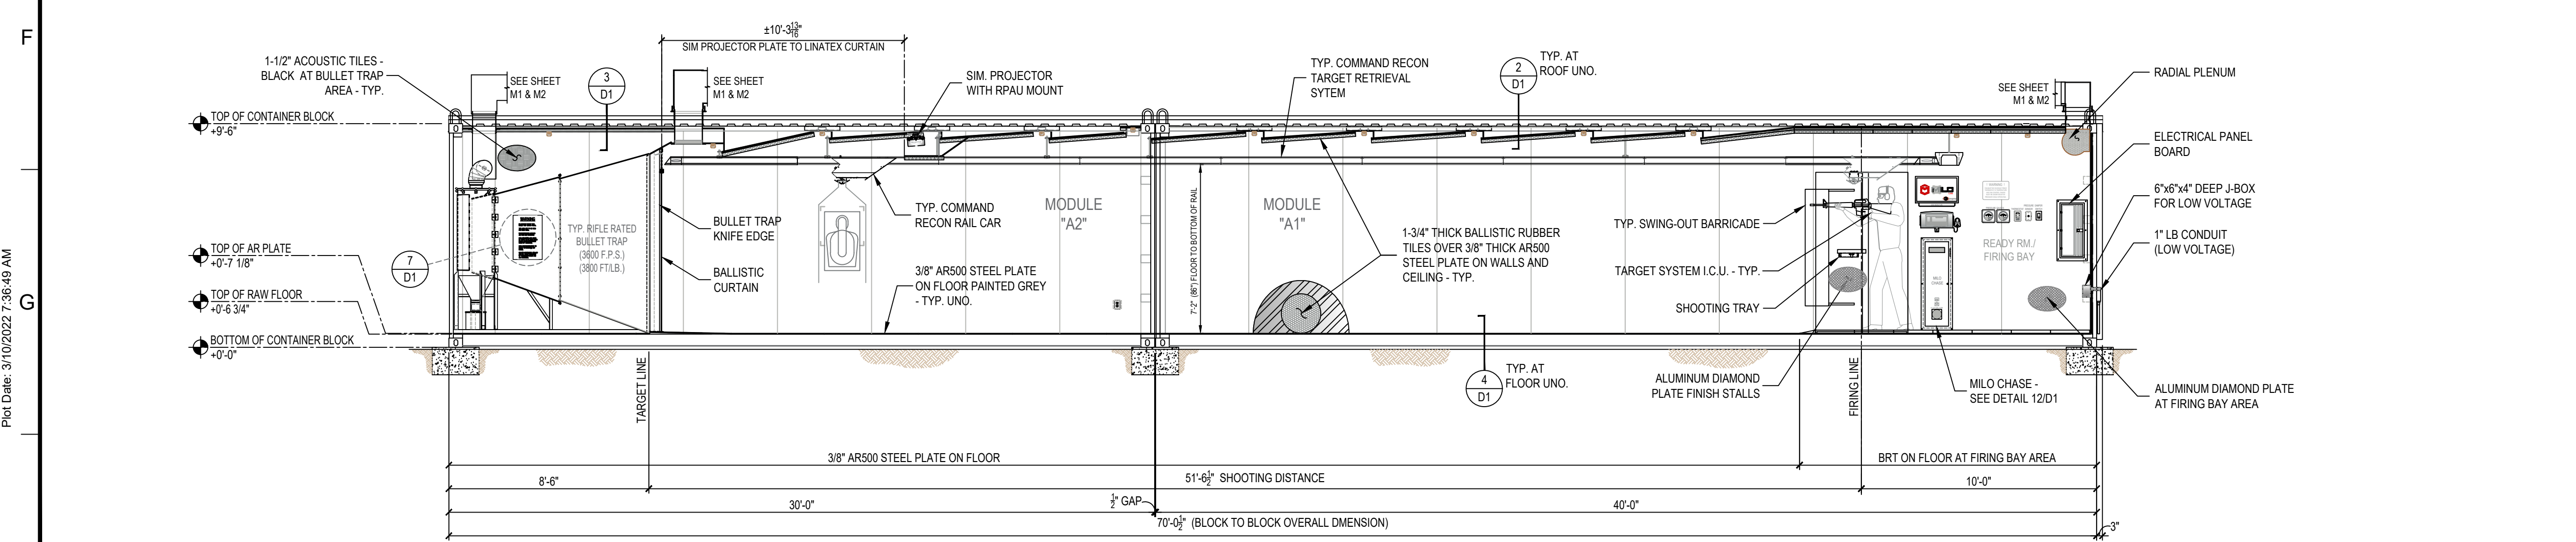 F
±10'-3 13/16"
SIM PROJECTOR PLATE TO LINATEX CURTAIN
1-1/2" ACOUSTIC TILES -
BLACK AT BULLET TRAP
AREA - TYP.
SEE SHEET
M1 & M2
3
D1
SEE SHEET
M1 & M2
SIM. PROJECTOR
WITH RPAU MOUNT
TYP. COMMAND RECON
TARGET RETRIEVAL
SYTEM
2
D1
TYP. AT
ROOF UNO.
SEE SHEET
M1 & M2
RADIAL PLENUM
TOP OF CONTAINER BLOCK
+9'-6"
ELECTRICAL PANEL
BOARD
6"x6"x4" DEEP J-BOX
FOR LOW VOLTAGE
1" LB CONDUIT
(LOW VOLTAGE)
TYP. RIFLE RATED
BULLET TRAP
(3600 F.P.S.)
(3800 FT/LB.)
BULLET TRAP
KNIFE EDGE
BALLISTIC
CURTAIN
TYP. COMMAND
RECON RAIL CAR
MODULE
"A2"
7'-2" (86") FLOOR TO BOTTOM OF RAIL
MODULE
"A1"
1-3/4" THICK BALLISTIC RUBBER
TILES OVER 3/8" THICK AR500
STEEL PLATE ON WALLS AND
CEILING - TYP.
TYP. SWING-OUT BARRICADE
TARGET SYSTEM I.C.U. - TYP.
SHOOTING TRAY
READY RM./
FIRING BAY
MILO
CHASE
TOP OF AR PLATE
+0'-7 1/8"
7
D1
3/8" AR500 STEEL PLATE
ON FLOOR PAINTED GREY
- TYP. UNO.
TOP OF RAW FLOOR
+0'-6 3/4"
BOTTOM OF CONTAINER BLOCK
+0'-0"
G
Plot Date: 3/10/2022 7:36:49 AM
TARGET LINE
4
D1
TYP. AT
FLOOR UNO.
ALUMINUM DIAMOND
PLATE FINISH STALLS
FIRING LINE
MILO CHASE -
SEE DETAIL 12/D1
ALUMINUM DIAMOND PLATE
AT FIRING BAY AREA
3/8" AR500 STEEL PLATE ON FLOOR
BRT ON FLOOR AT FIRING BAY AREA
8'-6"
51'-6 1/2" SHOOTING DISTANCE
10'-0"
30'-0"
1/2" GAP
40'-0"
70'-0 1/2" (BLOCK TO BLOCK OVERALL DMENSION)
3"